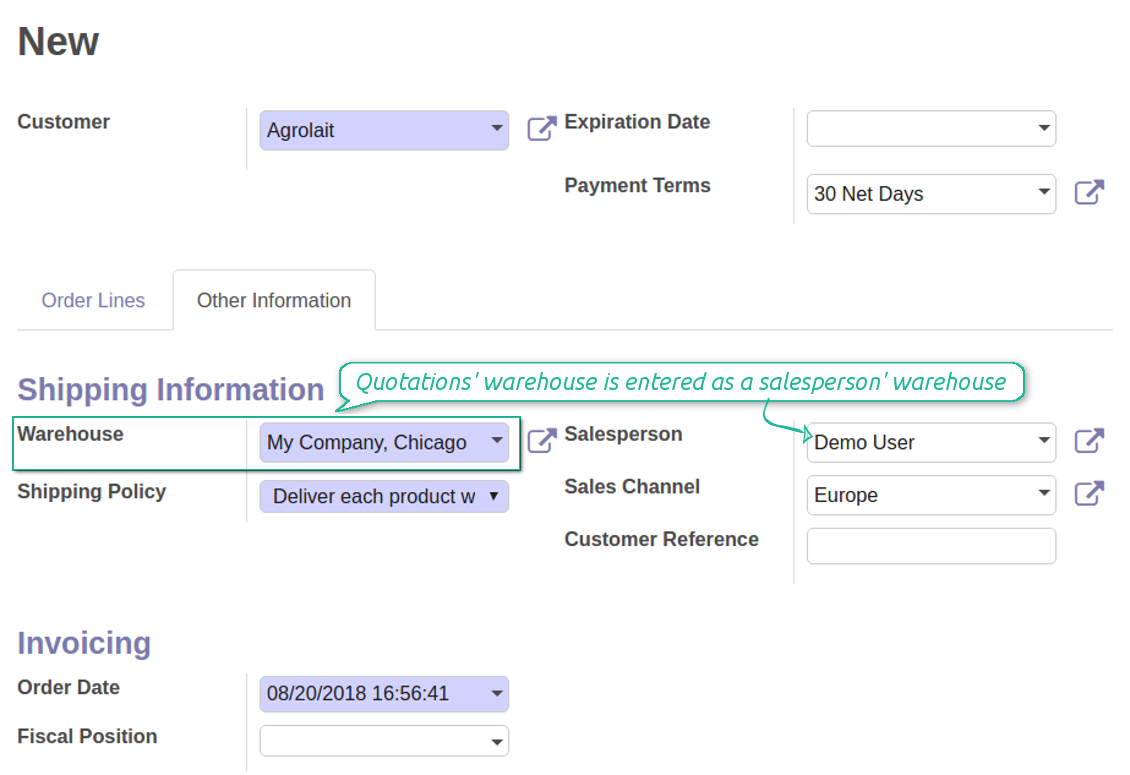 New
Customer
Agrolait
Expiration Date
Payment Terms
30 Net Days
Order Lines
Other Information
Shipping Information
Quotations' warehouse is entered as a salesperson' warehouse
Warehouse
My Company, Chicago
Salesperson
Demo User
Shipping Policy
Deliver each product w
Sales Channel
Europe
Customer Reference
Invoicing
Order Date
08/20/2018 16:56:41
Fiscal Position